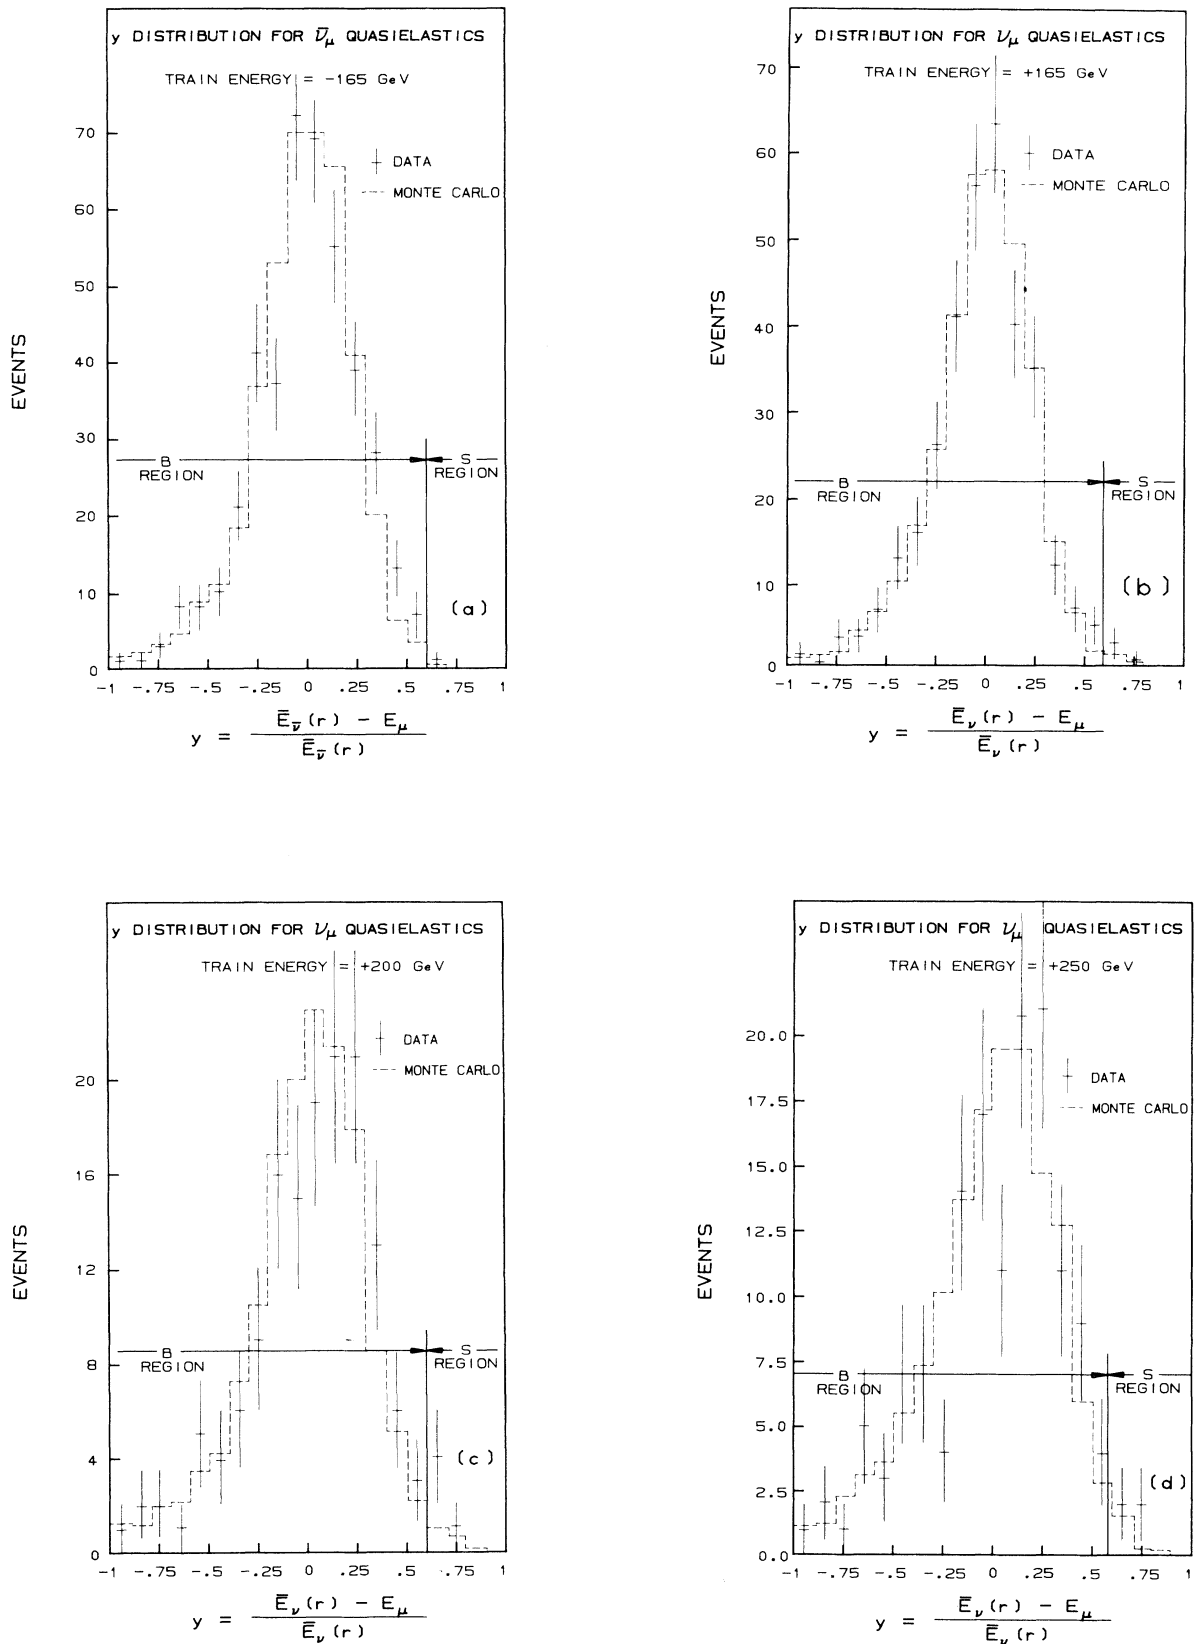 y DISTRIBUTION FOR ν̄μ QUASIELASTICS
TRAIN ENERGY = -165 GeV
DATA
MONTE CARLO
EVENTS
70
60
50
40
30
20
10
0
B REGION
S REGION
(a)
-1 -.75 -.5 -.25 0 .25 .5 .75 1
y = (Ē_ν̄(r) - E_μ) / Ē_ν̄(r)
y DISTRIBUTION FOR νμ QUASIELASTICS
TRAIN ENERGY = +165 GeV
DATA
MONTE CARLO
EVENTS
70
60
50
40
30
20
10
0
B REGION
S REGION
(b)
-1 -.75 -.5 -.25 0 .25 .5 .75 1
y = (Ē_ν(r) - E_μ) / Ē_ν(r)
y DISTRIBUTION FOR νμ QUASIELASTICS
TRAIN ENERGY = +200 GeV
DATA
MONTE CARLO
EVENTS
20
16
12
8
4
0
B REGION
S REGION
(c)
-1 -.75 -.5 -.25 0 .25 .5 .75 1
y = (Ē_ν(r) - E_μ) / Ē_ν(r)
y DISTRIBUTION FOR νμ QUASIELASTICS
TRAIN ENERGY = +250 GeV
DATA
MONTE CARLO
EVENTS
20.0
17.5
15.0
12.5
10.0
7.5
5.0
2.5
0.0
B REGION
S REGION
(d)
-1 -.75 -.5 -.25 0 .25 .5 .75 1
y = (Ē_ν(r) - E_μ) / Ē_ν(r)